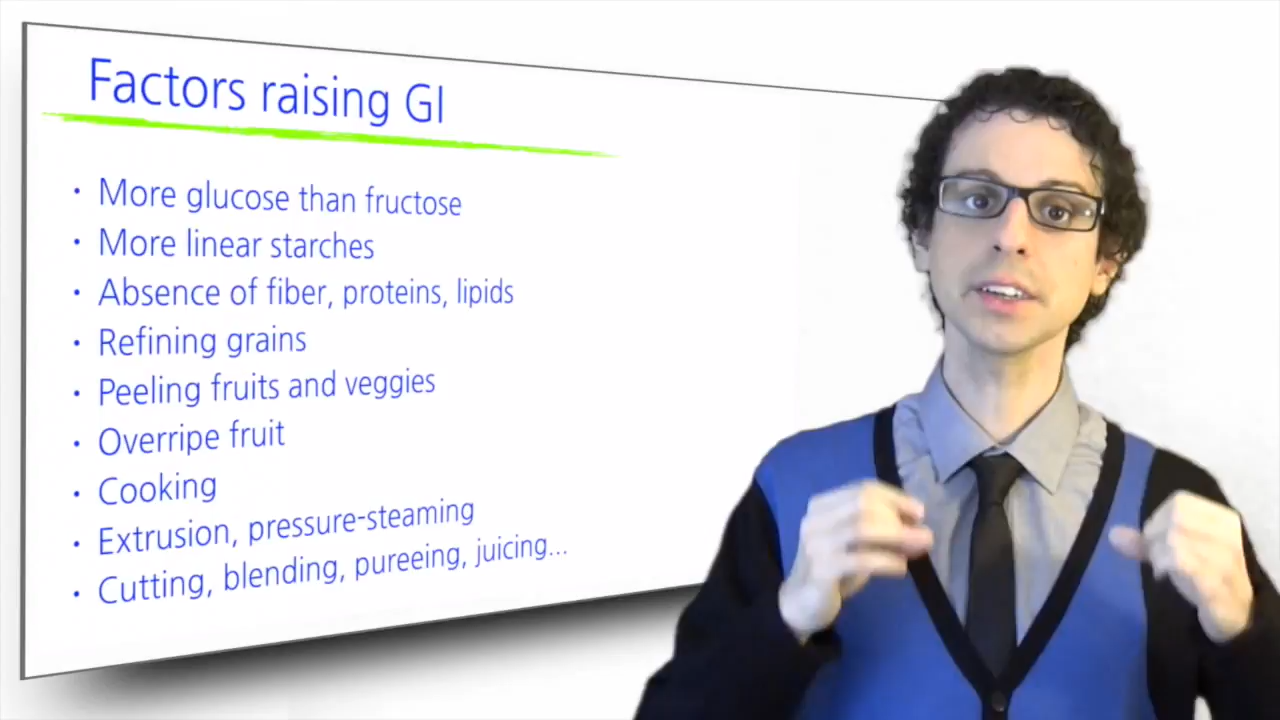 Factors raising GI
• More glucose than fructose
• More linear starches
• Absence of fiber, proteins, lipids
• Refining grains
• Peeling fruits and veggies
• Overripe fruit
• Cooking
• Extrusion, pressure-steaming
• Cutting, blending, pureeing, juicing...